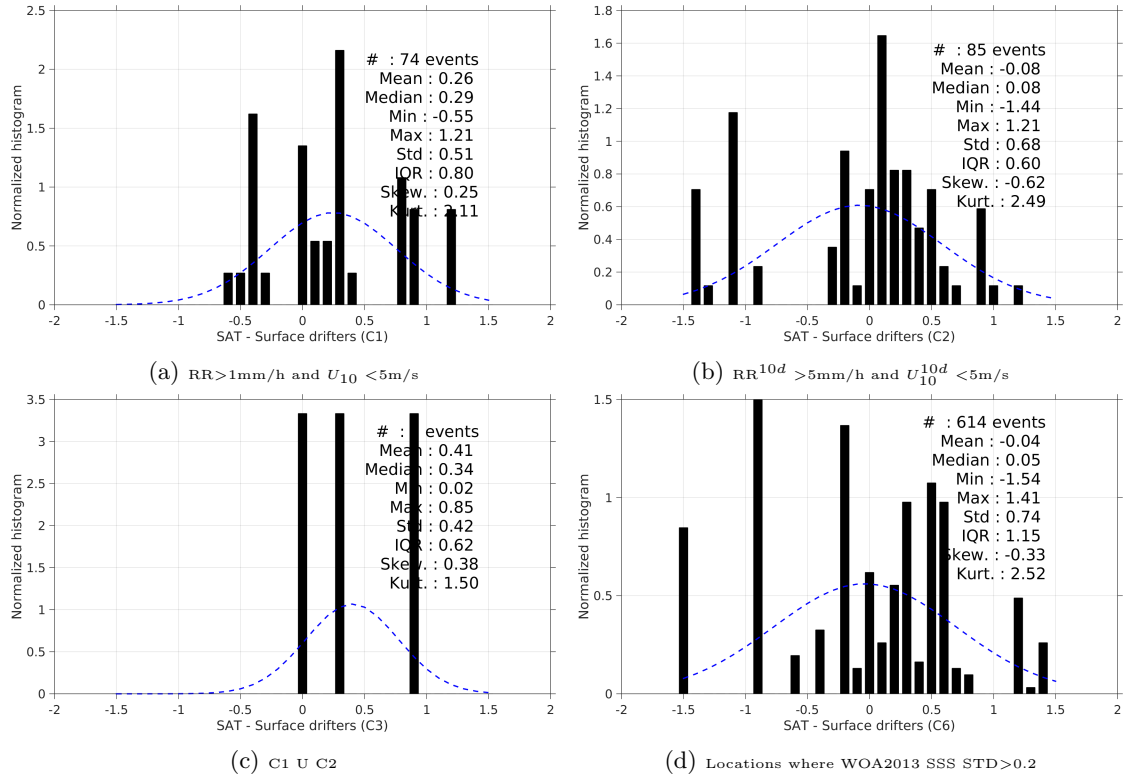 2.5
2
1.5
1
0.5
0
-2 -1.5 -1 -0.5 0 0.5 1 1.5 2
Normalized histogram
SAT - Surface drifters (C1)
# : 74 events
Mean : 0.26
Median : 0.29
Min : -0.55
Max : 1.21
Std : 0.51
IQR : 0.80
Skew. : 0.25
Kurt. : 2.11
(a) RR>1mm/h and U10 <5m/s
1.8
1.6
1.4
1.2
1
0.8
0.6
0.4
0.2
0
-2 -1.5 -1 -0.5 0 0.5 1 1.5 2
Normalized histogram
SAT - Surface drifters (C2)
# : 85 events
Mean : -0.08
Median : 0.08
Min : -1.44
Max : 1.21
Std : 0.68
IQR : 0.60
Skew. : -0.62
Kurt. : 2.49
(b) RR^10d >5mm/h and U10^10d <5m/s
3.5
3
2.5
2
1.5
1
0.5
0
-2 -1.5 -1 -0.5 0 0.5 1 1.5 2
Normalized histogram
SAT - Surface drifters (C3)
# : events
Mean : 0.41
Median : 0.34
Min : 0.02
Max : 0.85
Std : 0.42
IQR : 0.62
Skew. : 0.38
Kurt. : 1.50
(c) C1 U C2
1.5
1
0.5
0
-2 -1.5 -1 -0.5 0 0.5 1 1.5 2
Normalized histogram
SAT - Surface drifters (C6)
# : 614 events
Mean : -0.04
Median : 0.05
Min : -1.54
Max : 1.41
Std : 0.74
IQR : 1.15
Skew. : -0.33
Kurt. : 2.52
(d) Locations where WOA2013 SSS STD>0.2